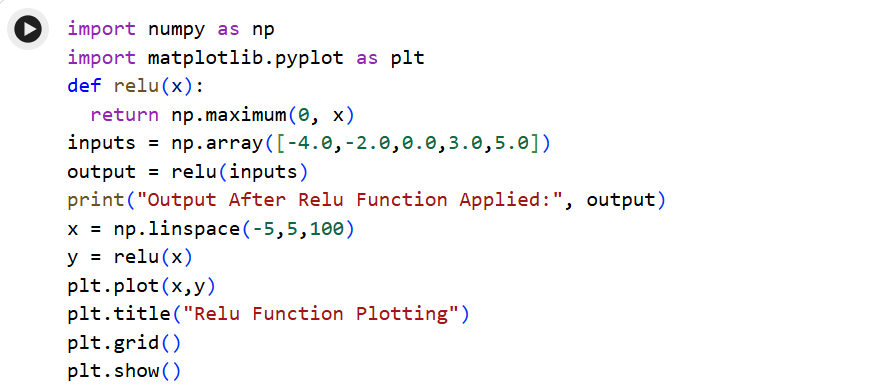 import numpy as np
import matplotlib.pyplot as plt
def relu(x):
  return np.maximum(0, x)
inputs = np.array([-4.0,-2.0,0.0,3.0,5.0])
output = relu(inputs)
print("Output After Relu Function Applied:", output)
x = np.linspace(-5,5,100)
y = relu(x)
plt.plot(x,y)
plt.title("Relu Function Plotting")
plt.grid()
plt.show()